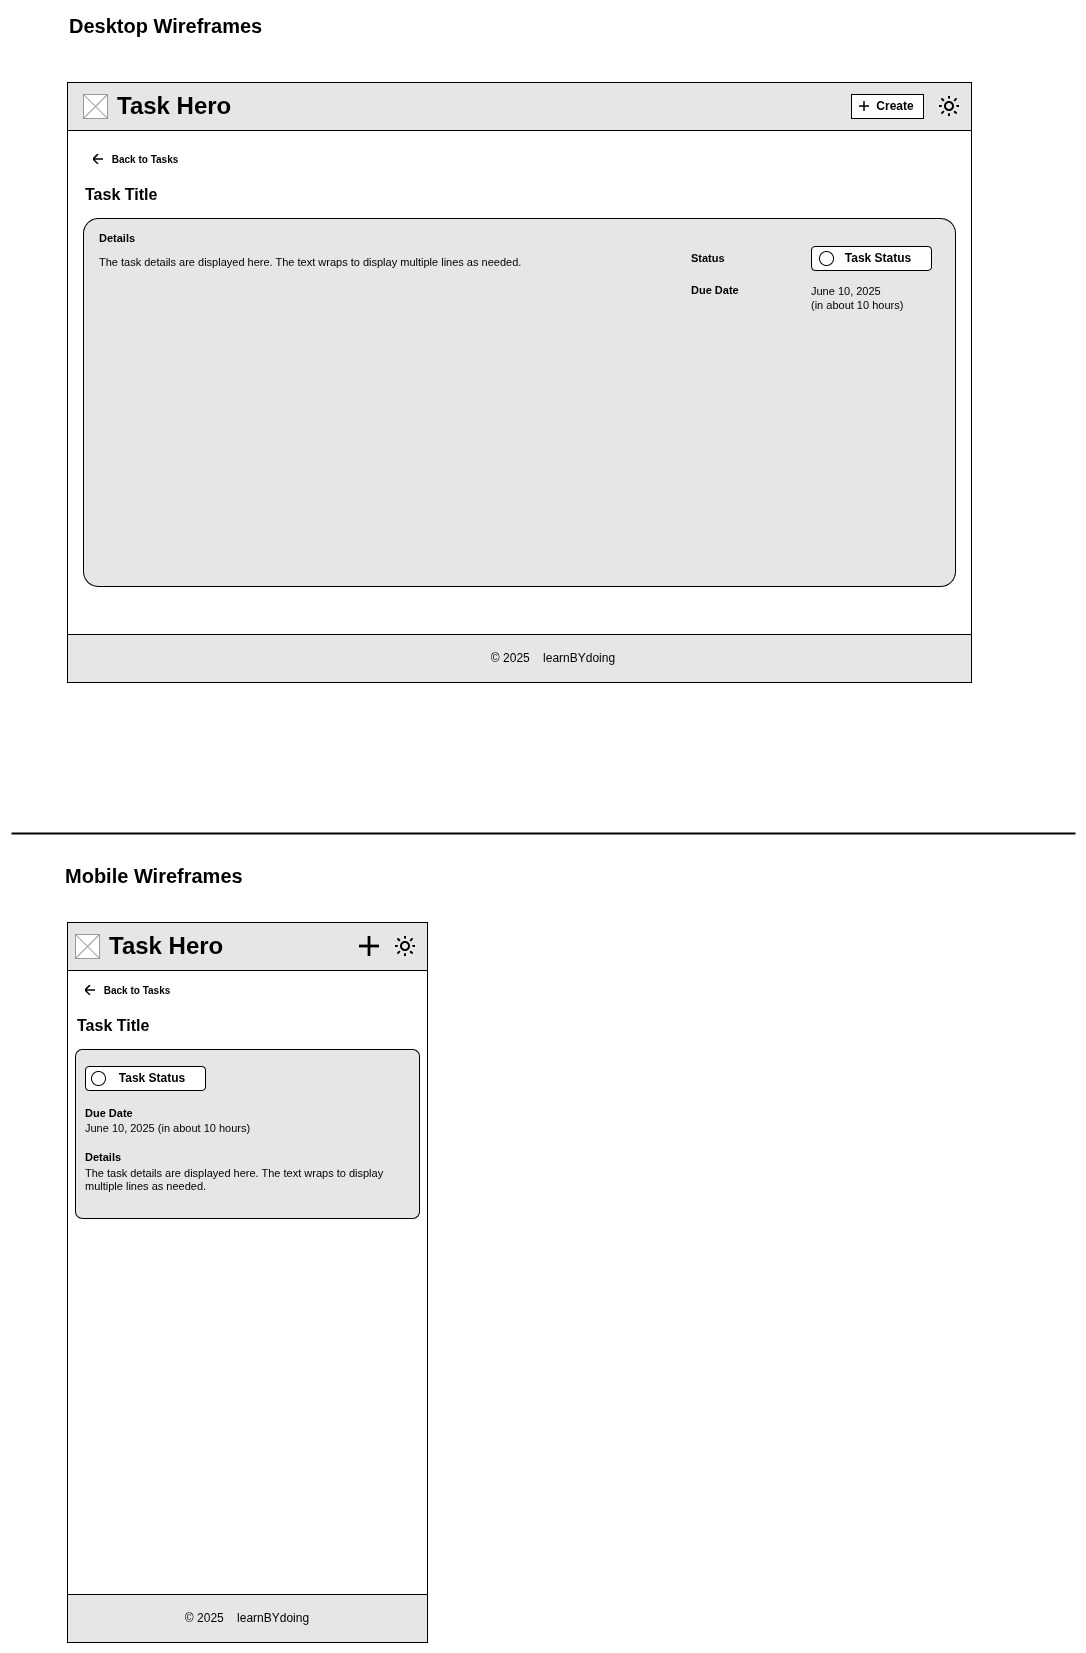 Desktop Wireframes
Task Hero
Create
Back to Tasks
Task Title
Details
The task details are displayed here. The text wraps to display multiple lines as needed.
Status
Task Status
Due Date
June 10, 2025
(in about 10 hours)
© 2025 learnBYdoing
Mobile Wireframes
Task Hero
Back to Tasks
Task Title
Task Status
Due Date
June 10, 2025 (in about 10 hours)
Details
The task details are displayed here. The text wraps to display
multiple lines as needed.
© 2025 learnBYdoing